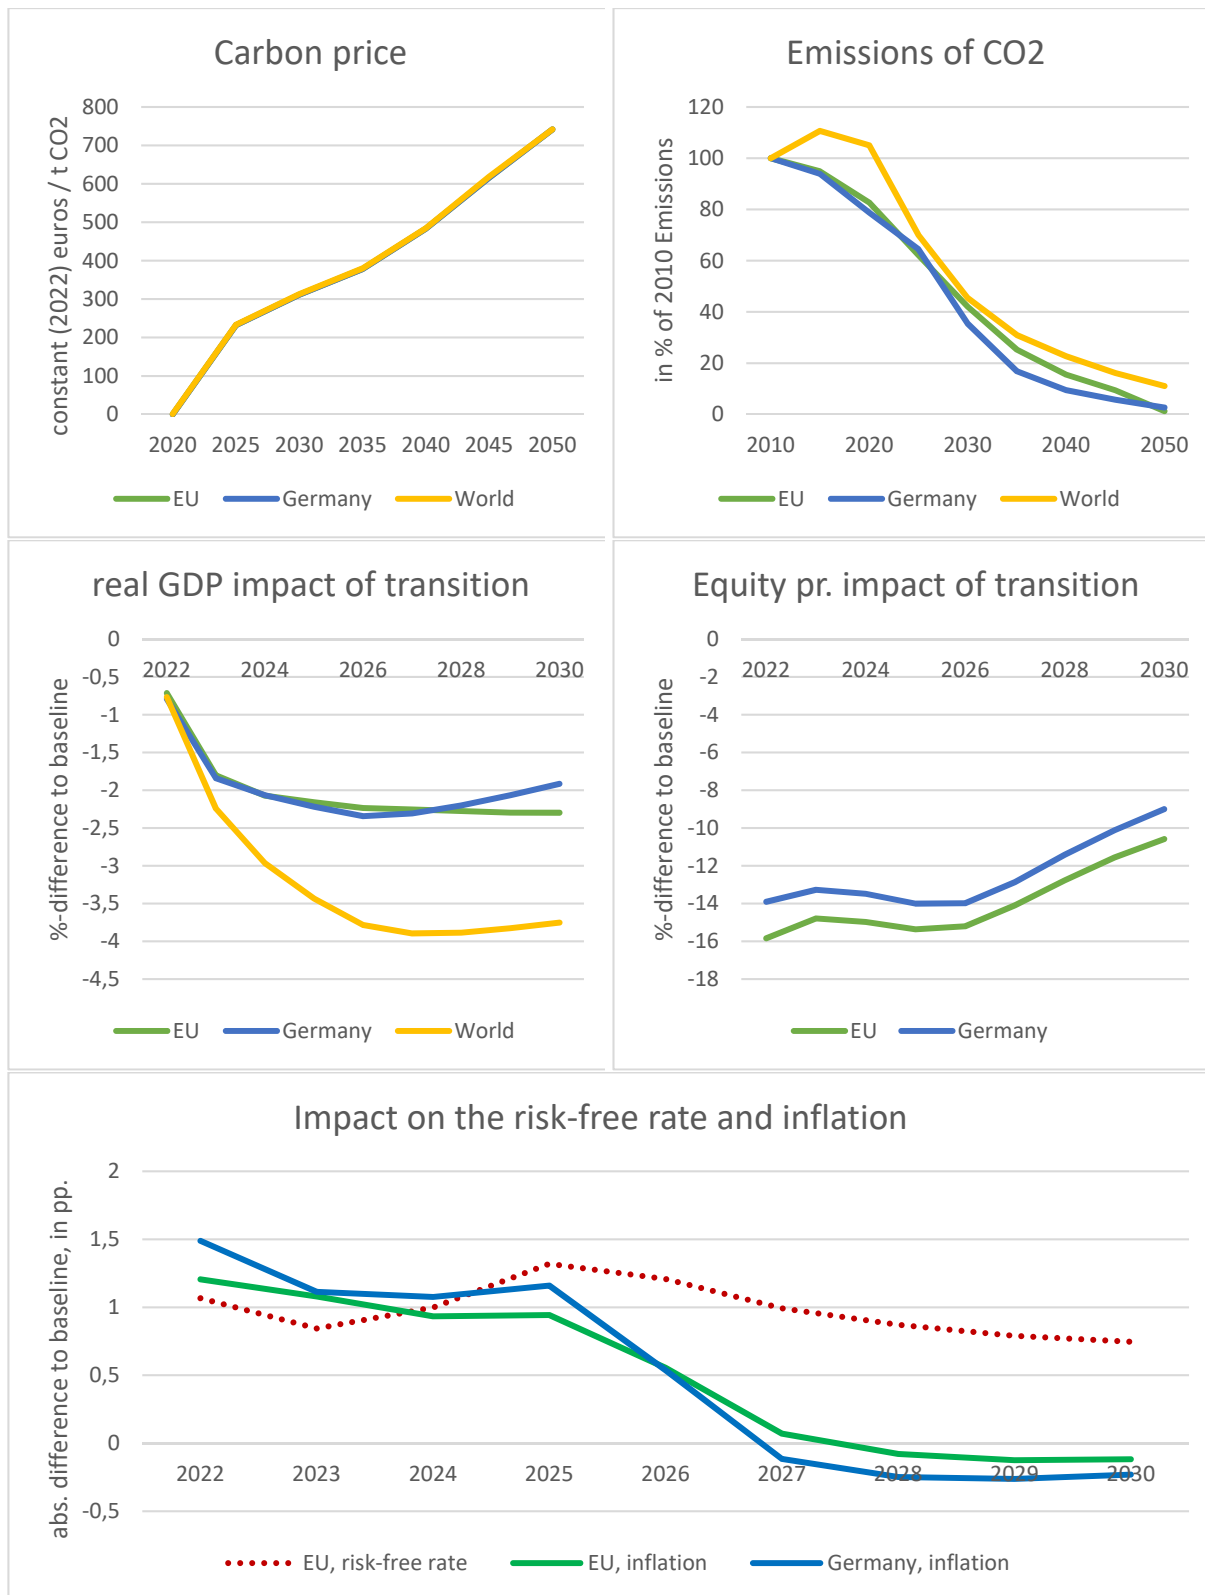 Carbon price
constant (2022) euros / t CO2
800
700
600
500
400
300
200
100
0
2020 2025 2030 2035 2040 2045 2050
EU Germany World
Emissions of CO2
in % of 2010 Emissions
120
100
80
60
40
20
0
2010 2020 2030 2040 2050
EU Germany World
real GDP impact of transition
%-difference to baseline
0
2022 2024 2026 2028 2030
-0,5
-1
-1,5
-2
-2,5
-3
-3,5
-4
-4,5
EU Germany World
Equity pr. impact of transition
%-difference to baseline
0
2022 2024 2026 2028 2030
-2
-4
-6
-8
-10
-12
-14
-16
-18
EU Germany
Impact on the risk-free rate and inflation
abs. difference to baseline, in pp.
2
1,5
1
0,5
0
2022 2023 2024 2025 2026 2027 2028 2029 2030
-0,5
EU, risk-free rate EU, inflation Germany, inflation